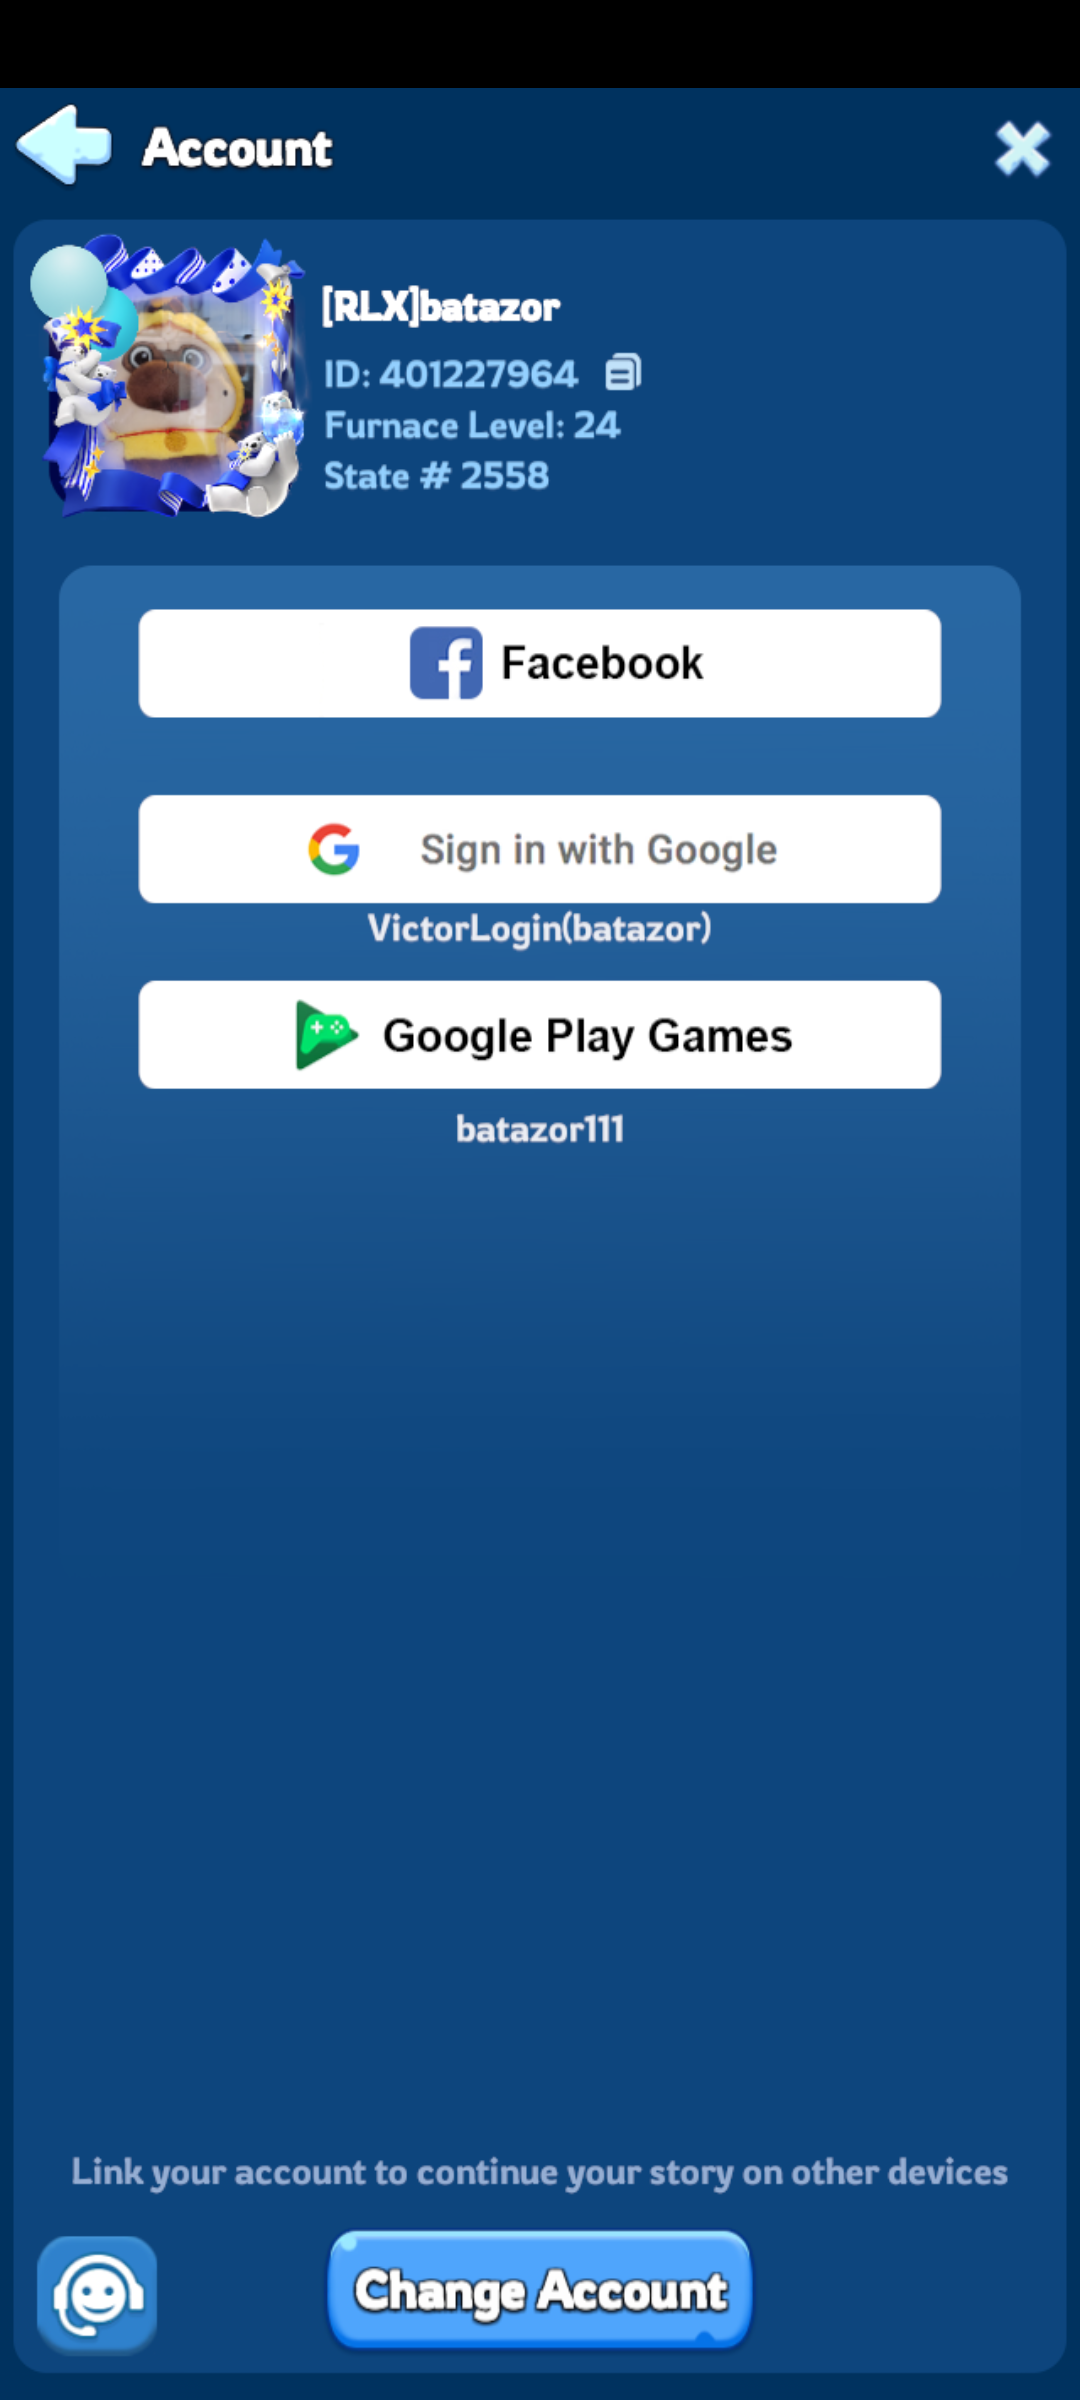 Account
[RLX]batazor
ID: 401227964
Furnace Level: 24
State # 2558
Facebook
Sign in with Google
VictorLogin(batazor)
Google Play Games
batazor111
Link your account to continue your story on other devices
Change Account